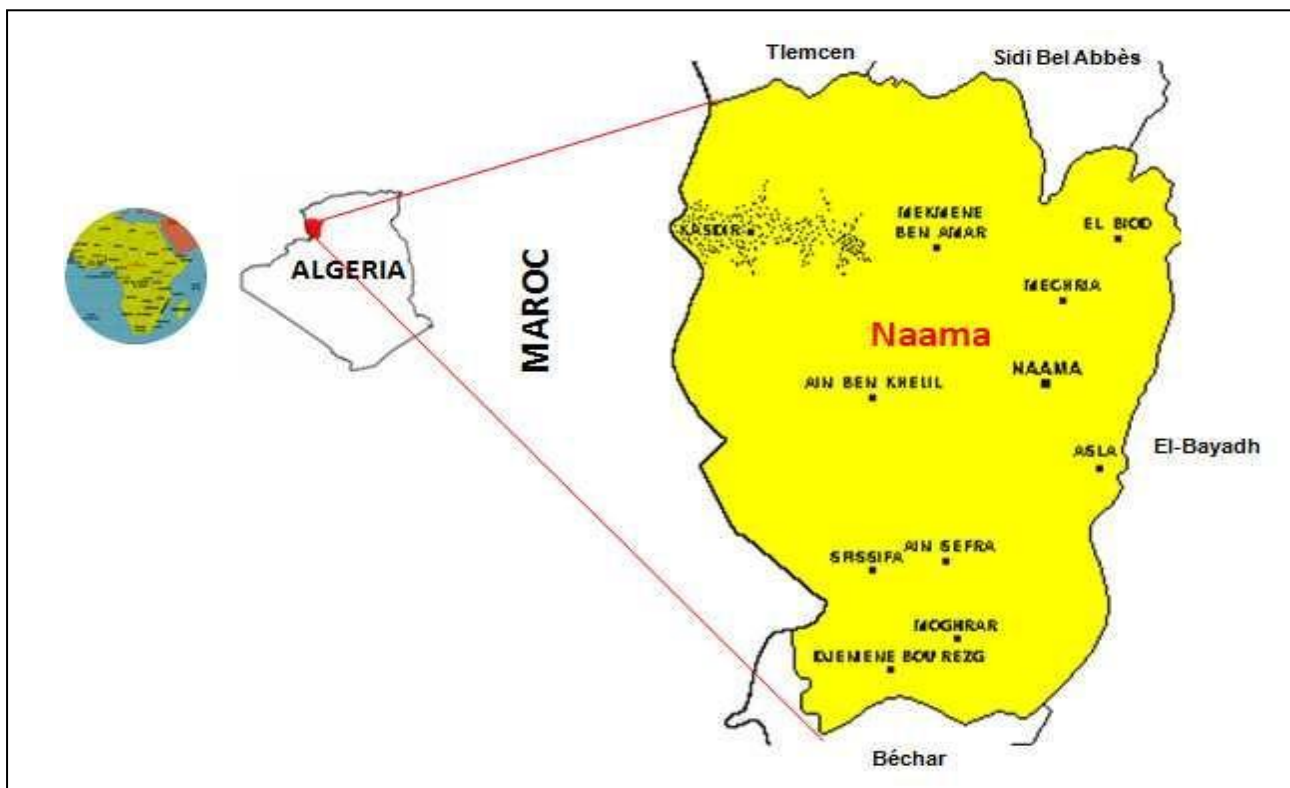 Tlemcen
Sidi Bel Abbès
KASDIR
MEKMENE
BEN AMAR
EL BIOD
MECHRIA
ALGERIA
MAROC
Naama
NAAMA
AIN BEN KHELIL
ASLA
El-Bayadh
SFISSIFA
AIN SEFRA
MOGHRAR
DJENIENE BOU REZG
Béchar